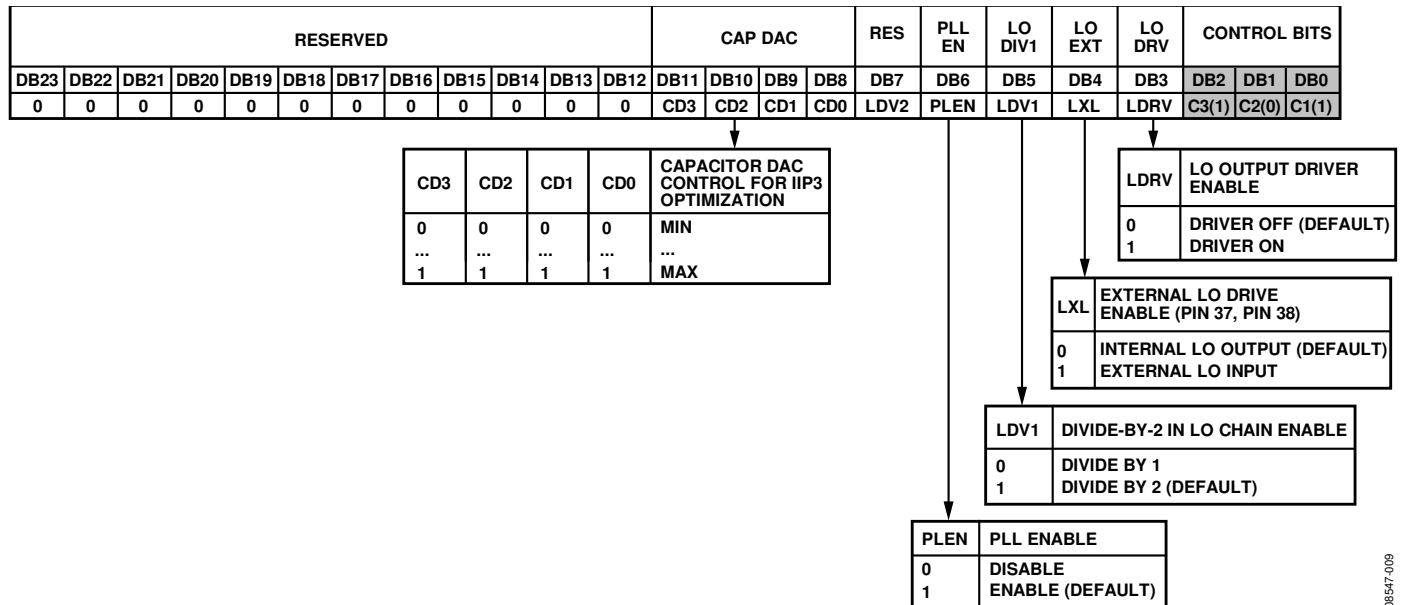 RESERVED CAP DAC RES PLL EN LO DIV1 LO EXT LO DRV CONTROL BITS
DB23 DB22 DB21 DB20 DB19 DB18 DB17 DB16 DB15 DB14 DB13 DB12 DB11 DB10 DB9 DB8 DB7 DB6 DB5 DB4 DB3 DB2 DB1 DB0
0 0 0 0 0 0 0 0 0 0 0 0 CD3 CD2 CD1 CD0 LDV2 PLEN LDV1 LXL LDRV C3(1) C2(0) C1(1)
CD3 CD2 CD1 CD0 CAPACITOR DAC
CONTROL FOR IIP3
OPTIMIZATION
0 0 0 0 MIN
... ... ... ... ...
1 1 1 1 MAX
LDRV LO OUTPUT DRIVER
ENABLE
0 DRIVER OFF (DEFAULT)
1 DRIVER ON
LXL EXTERNAL LO DRIVE
ENABLE (PIN 37, PIN 38)
0 INTERNAL LO OUTPUT (DEFAULT)
1 EXTERNAL LO INPUT
LDV1 DIVIDE-BY-2 IN LO CHAIN ENABLE
0 DIVIDE BY 1
1 DIVIDE BY 2 (DEFAULT)
PLEN PLL ENABLE
0 DISABLE
1 ENABLE (DEFAULT)
08547-009